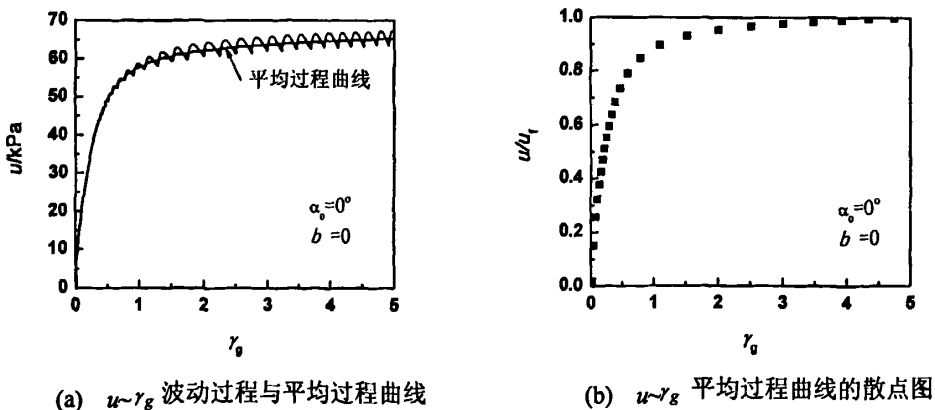 70
60
50
40
30
20
10
0
u/kPa
平均过程曲线
α₀=0°
b =0
0 1 2 3 4 5
γg
(a) u~γg 波动过程与平均过程曲线
1.0
0.8
0.6
0.4
0.2
0.0
u/uf
α₀=0°
b =0
0 1 2 3 4 5
γg
(b) u~γg 平均过程曲线的散点图